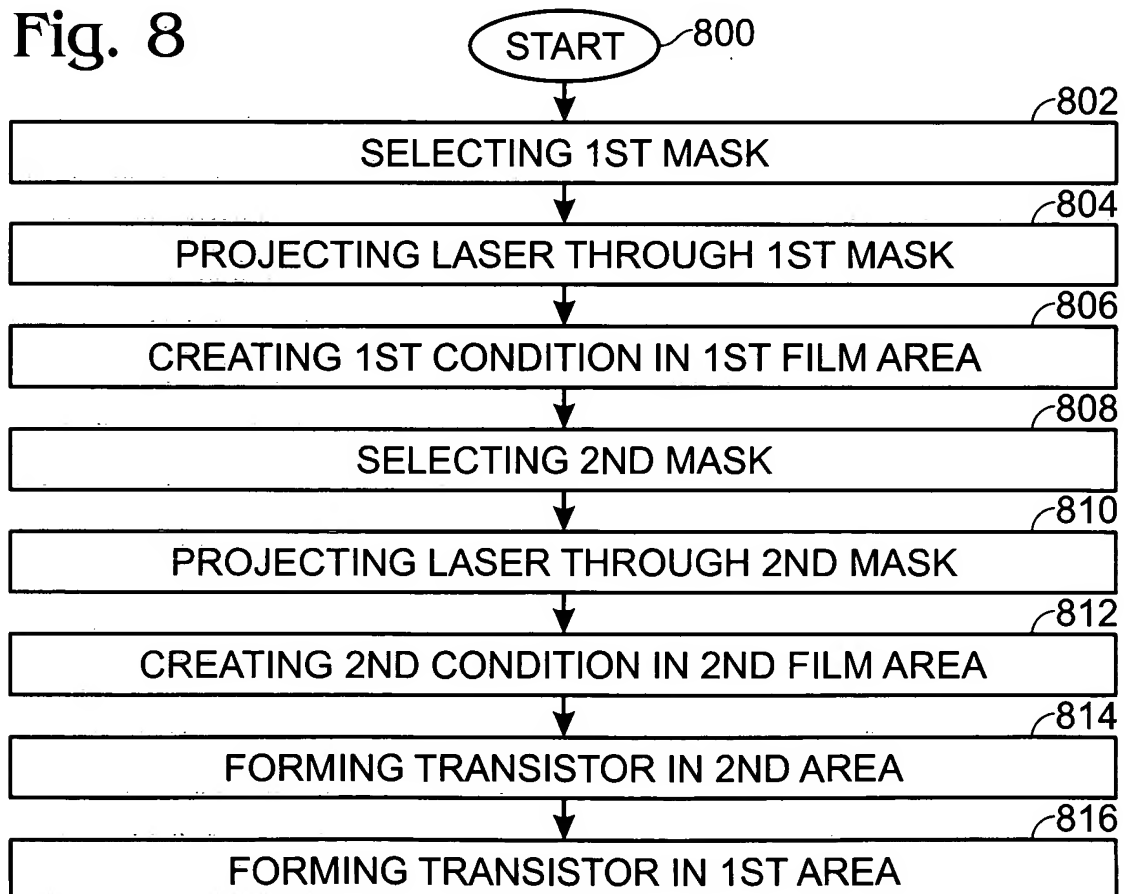 Fig. 8
START 800
802
SELECTING 1ST MASK
804
PROJECTING LASER THROUGH 1ST MASK
806
CREATING 1ST CONDITION IN 1ST FILM AREA
808
SELECTING 2ND MASK
810
PROJECTING LASER THROUGH 2ND MASK
812
CREATING 2ND CONDITION IN 2ND FILM AREA
814
FORMING TRANSISTOR IN 2ND AREA
816
FORMING TRANSISTOR IN 1ST AREA